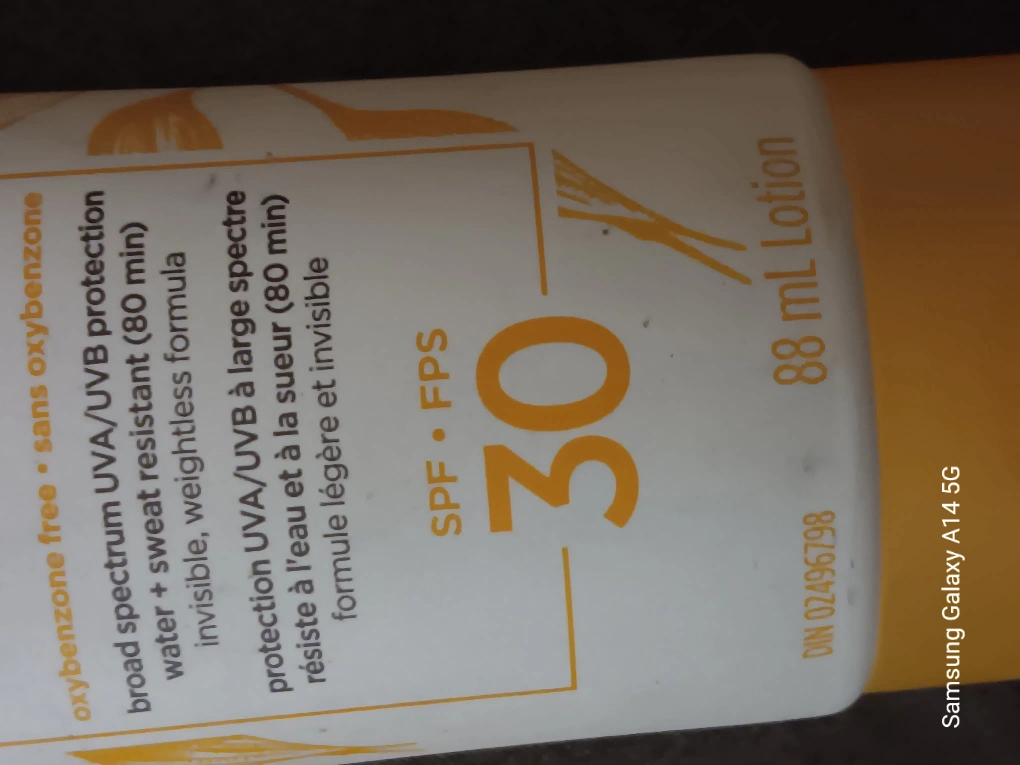 oxybenzone free • sans oxybenzone
broad spectrum UVA/UVB protection
water + sweat resistant (80 min)
invisible, weightless formula
protection UVA/UVB à large spectre
résiste à l'eau et à la sueur (80 min)
formule légère et invisible
SPF • FPS
30
DIN 02496798
88 mL Lotion
Samsung Galaxy A14 5G